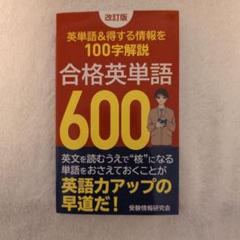 改訂版
英単語&得する情報を
100字解説
合格英単語
600
英文を読むうえで“核”になる
単語をおさえておくことが
英語力アップの
早道だ！
受験情報研究会